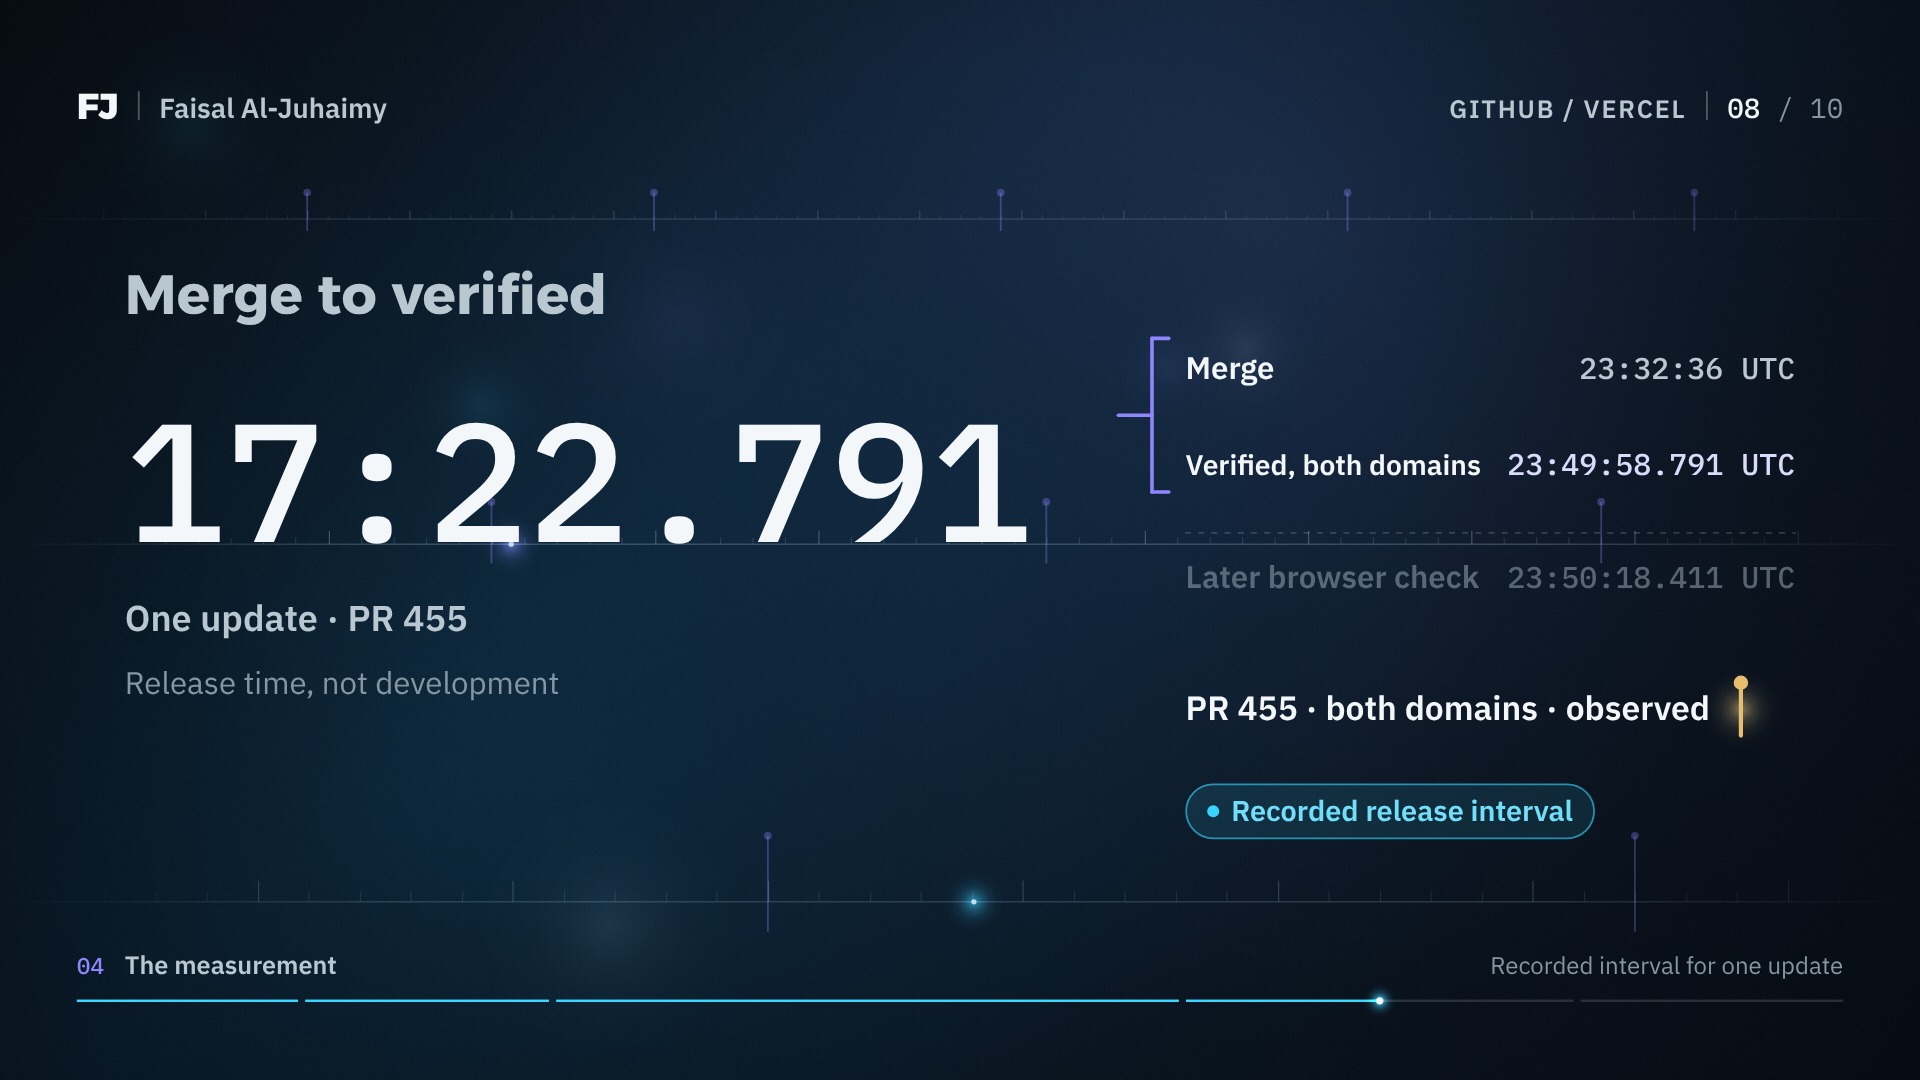 FJ | Faisal Al-Juhaimy
GITHUB / VERCEL | 08 / 10
Merge to verified
17:22.791
One update · PR 455
Release time, not development
Merge 23:32:36 UTC
Verified, both domains 23:49:58.791 UTC
Later browser check 23:50:18.411 UTC
PR 455 · both domains · observed
Recorded release interval
04 The measurement
Recorded interval for one update